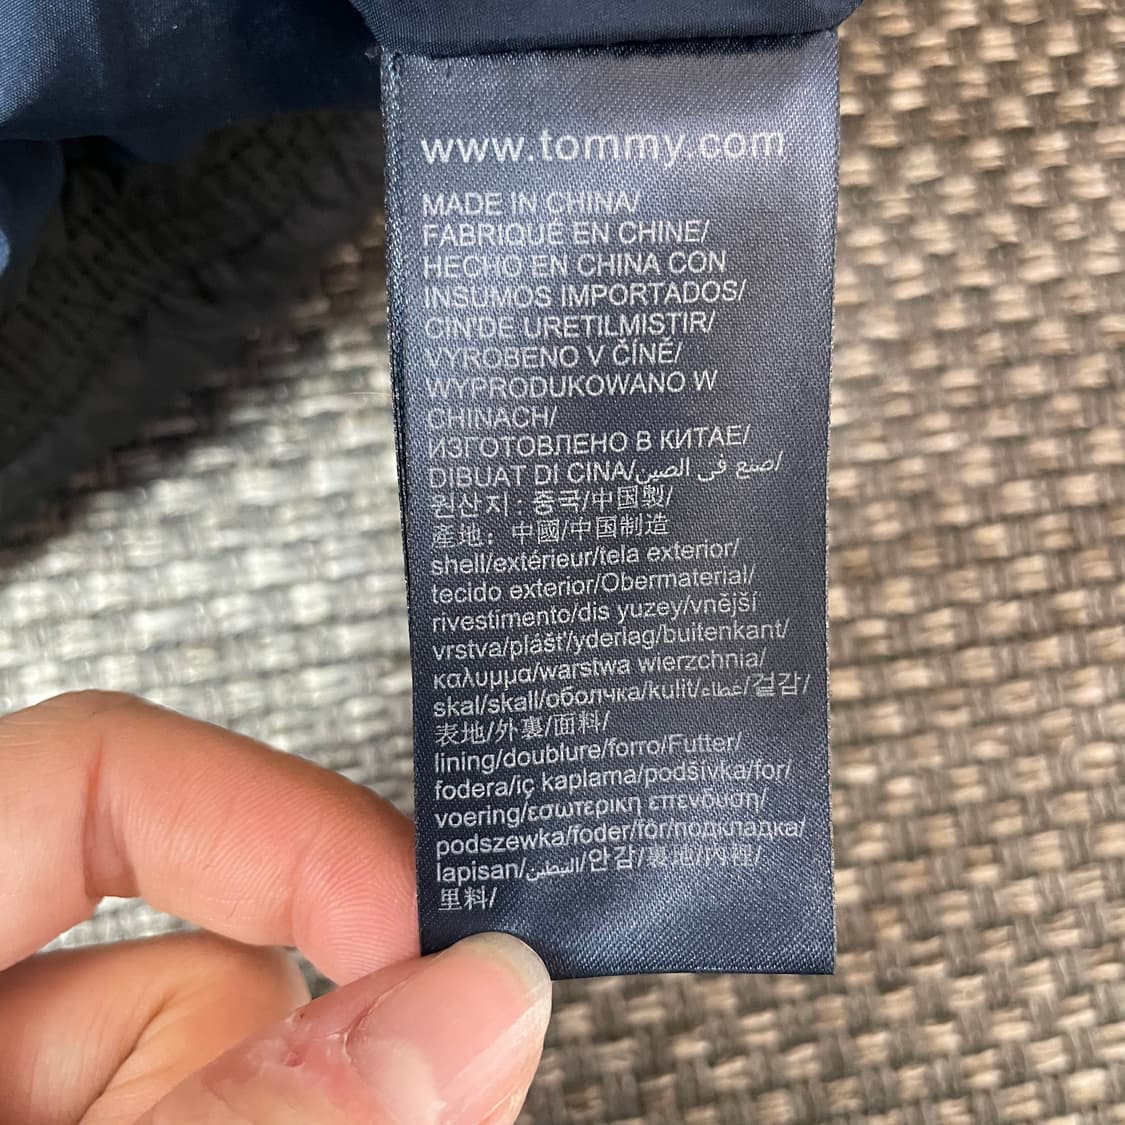 www.tommy.com
MADE IN CHINA/
FABRIQUÉ EN CHINE/
HECHO EN CHINA CON
INSUMOS IMPORTADOS/
CIN'DE URETILMISTIR/
VYROBENO V ČÍNĚ/
WYPRODUKOWANO W
CHINACH/
ИЗГОТОВЛЕНО В КИТАЕ/
DIBUAT DI CINA/صنع في الصين/
원산지: 중국/中国製/
產地: 中國/中国制造
shell/extérieur/tela exterior/
tecido exterior/Obermaterial/
rivestimento/dis yuzey/vnější
vrstva/plášt'/yderlag/buitenkant/
καλυμμα/warstwa wierzchnia/
skal/skall/оболчка/kulit/غطاء/겉감/
表地/外裏/面料/
lining/doublure/forro/Futter/
fodera/iç kaplama/podšívka/for/
voering/εσωτερικη επενδυση/
podszewka/foder/fôr/подкладка/
lapisan/التبطين/안감/裏地/內裡/
里料/